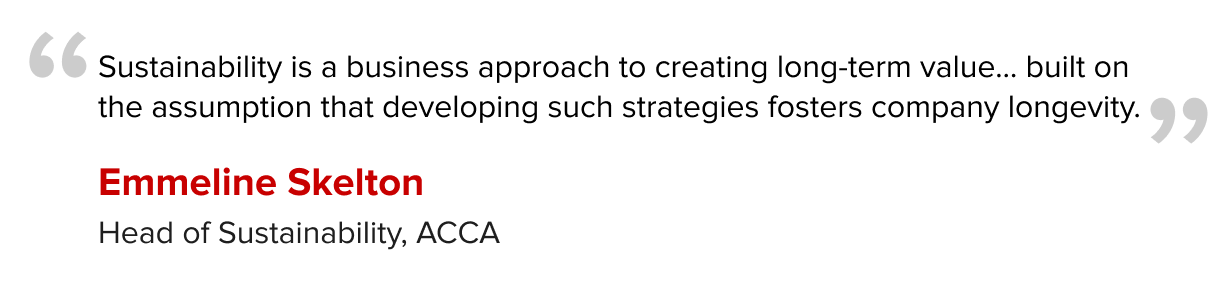 “Sustainability is a business approach to creating long-term value... built on
the assumption that developing such strategies fosters company longevity.”
Emmeline Skelton
Head of Sustainability, ACCA